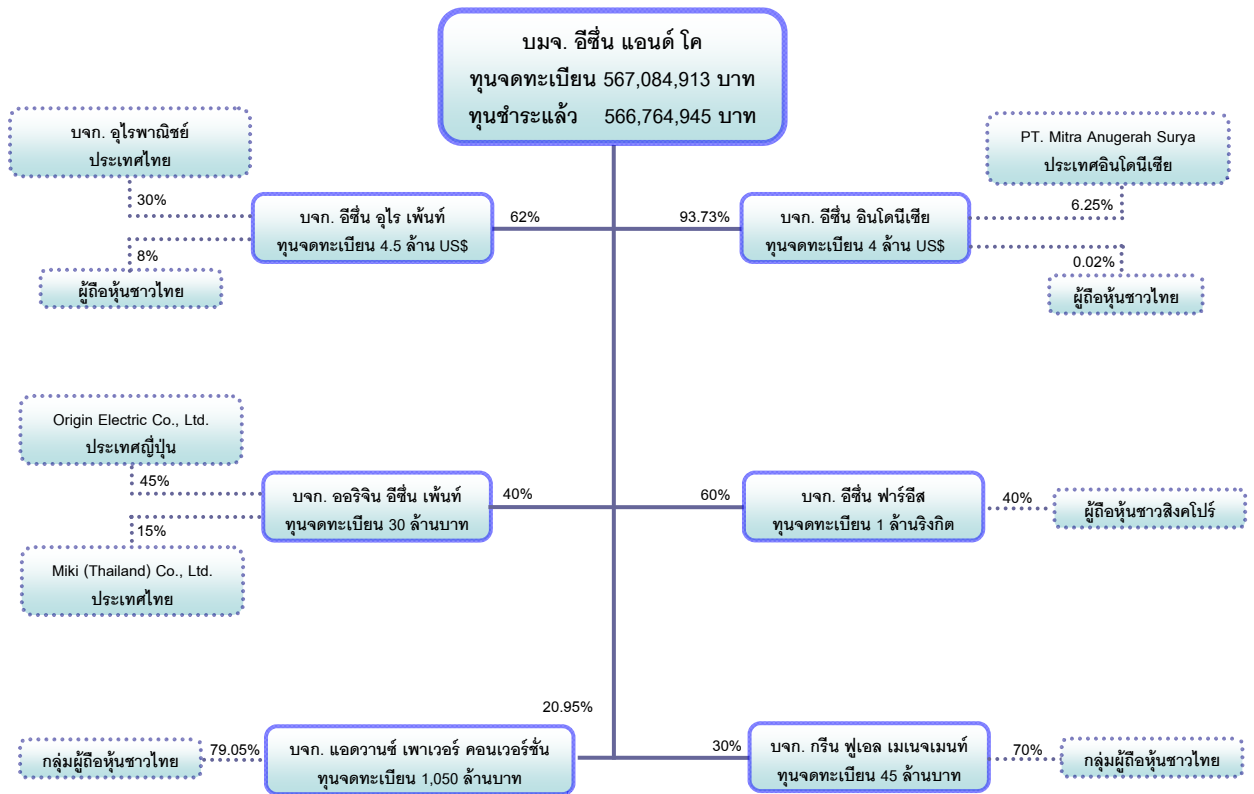 บมจ. อีซึ่น แอนด์ โค
ทุนจดทะเบียน 567,084,913 บาท
ทุนชำระแล้ว 566,764,945 บาท
บจก. อุไรพาณิชย์
ประเทศไทย
30%
บจก. อีซึ่น อุไร เพ้นท์
ทุนจดทะเบียน 4.5 ล้าน US$
62%
8%
ผู้ถือหุ้นชาวไทย
PT. Mitra Anugerah Surya
ประเทศอินโดนีเซีย
6.25%
93.73%
บจก. อีซึ่น อินโดนีเซีย
ทุนจดทะเบียน 4 ล้าน US$
0.02%
ผู้ถือหุ้นชาวไทย
Origin Electric Co., Ltd.
ประเทศญี่ปุ่น
45%
บจก. ออริจิน อีซึ่น เพ้นท์
ทุนจดทะเบียน 30 ล้านบาท
40%
15%
Miki (Thailand) Co., Ltd.
ประเทศไทย
60%
บจก. อีซึ่น ฟาร์อีส
ทุนจดทะเบียน 1 ล้านริงกิต
40%
ผู้ถือหุ้นชาวสิงคโปร์
20.95%
กลุ่มผู้ถือหุ้นชาวไทย
79.05%
บจก. แอดวานซ์ เพาเวอร์ คอนเวอร์ชั่น
ทุนจดทะเบียน 1,050 ล้านบาท
30%
บจก. กรีน ฟูเอล เมเนจเมนท์
ทุนจดทะเบียน 45 ล้านบาท
70%
กลุ่มผู้ถือหุ้นชาวไทย